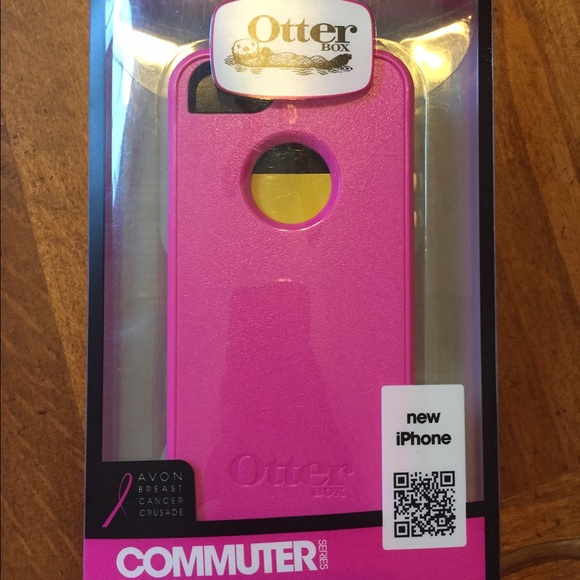 Otter
BOX
new
iPhone
Otter
BOX
AVON
BREAST
CANCER
CRUSADE
COMMUTER SERIES